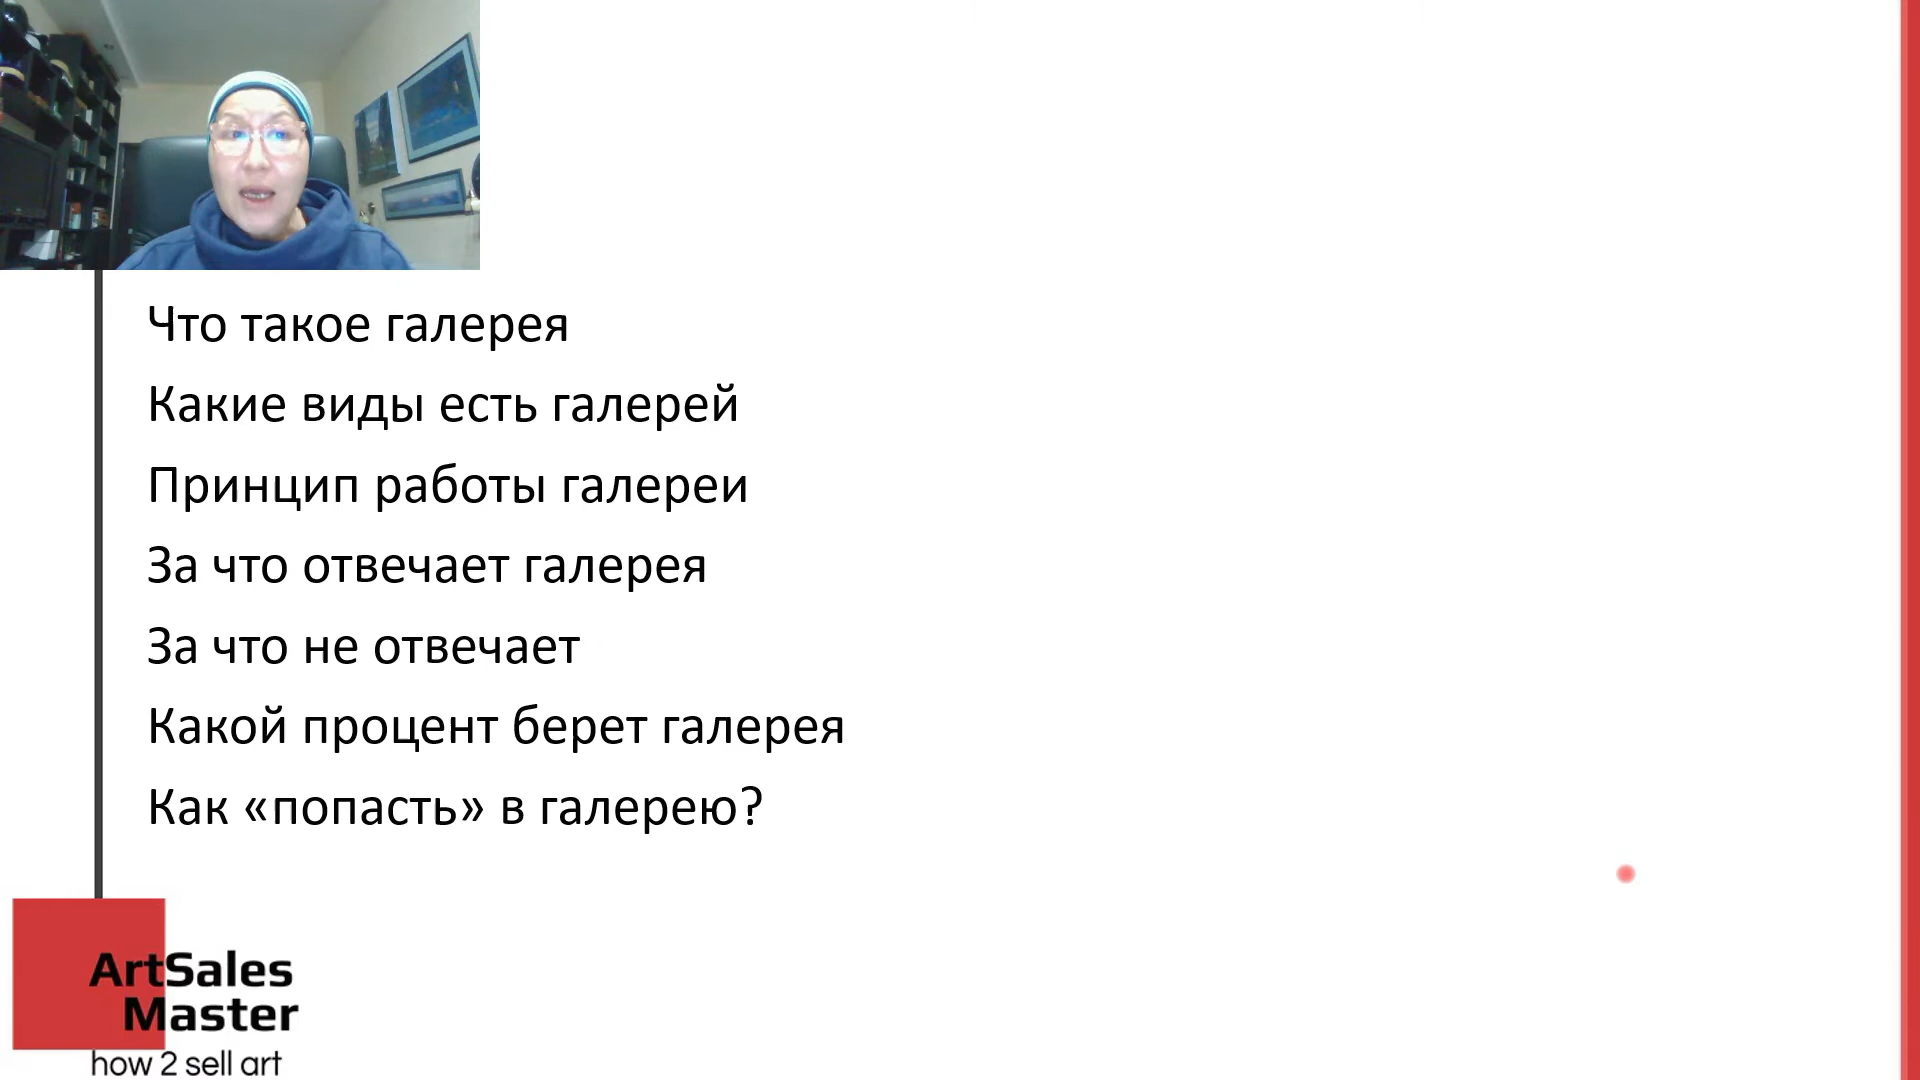 Что такое галерея
Какие виды есть галерей
Принцип работы галереи
За что отвечает галерея
За что не отвечает
Какой процент берет галерея
Как «попасть» в галерею?
ArtSales
Master
how 2 sell art